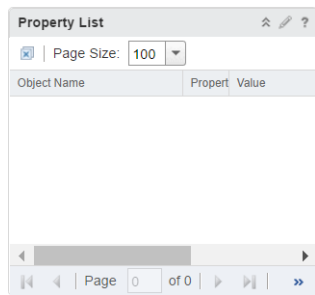 Property List ?
Page Size: 100
Object Name Propert Value
Page 0 of 0 »